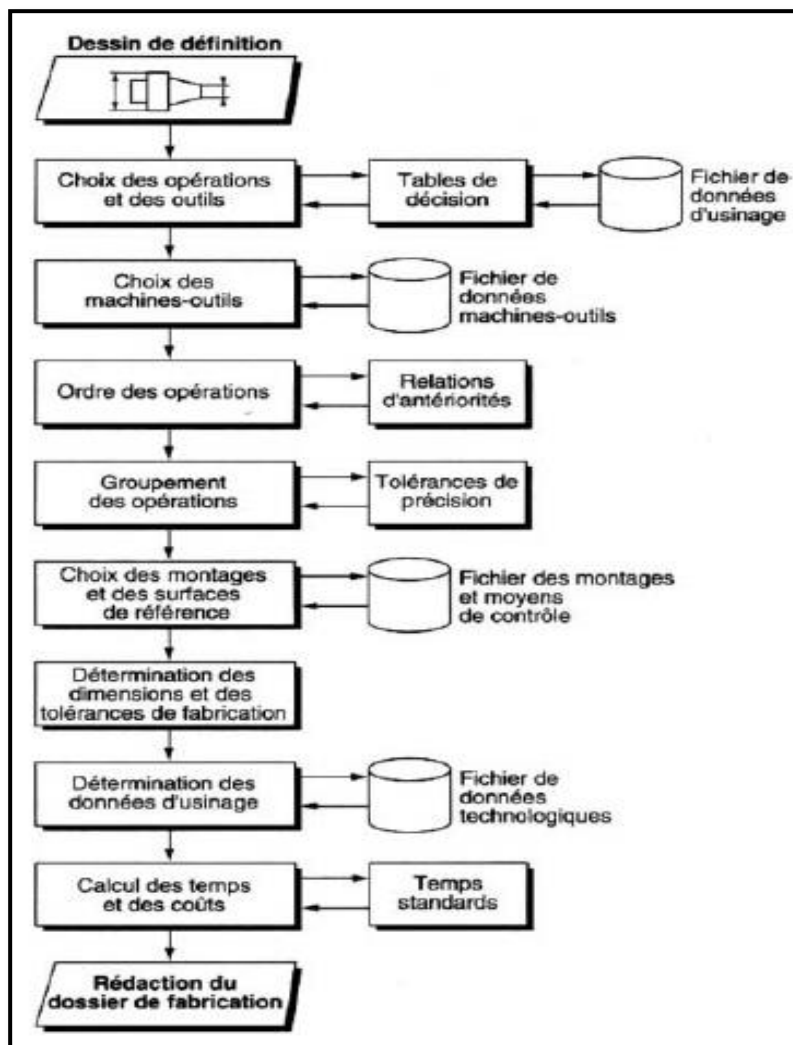 Dessin de définition
Choix des opérations
et des outils
Tables de
décision
Fichier de
données
d'usinage
Choix des
machines-outils
Fichier de
données
machines-outils
Ordre des opérations
Relations
d'antériorités
Groupement
des opérations
Tolérances de
précision
Choix des montages
et des surfaces
de référence
Fichier des montages
et moyens
de contrôle
Détermination des
dimensions et des
tolérances de fabrication
Détermination des
données d'usinage
Fichier de
données
technologiques
Calcul des temps
et des coûts
Temps
standards
Rédaction du
dossier de fabrication